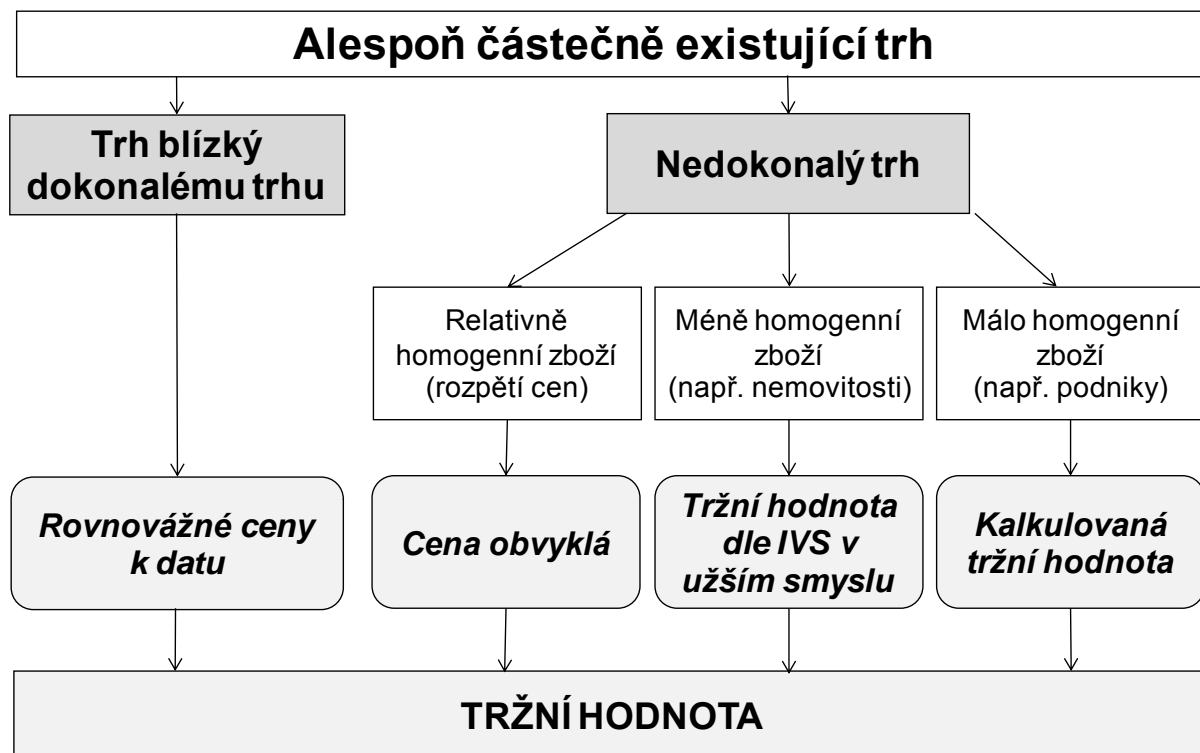 Alespoň částečně existující trh
Trh blízký
dokonalému trhu
Nedokonalý trh
Relativně
homogenní zboží
(rozpětí cen)
Méně homogenní
zboží
(např. nemovitosti)
Málo homogenní
zboží
(např. podniky)
Rovnovážné ceny
k datu
Cena obvyklá
Tržní hodnota
dle IVS v
užším smyslu
Kalkulovaná
tržní hodnota
TRŽNÍ HODNOTA